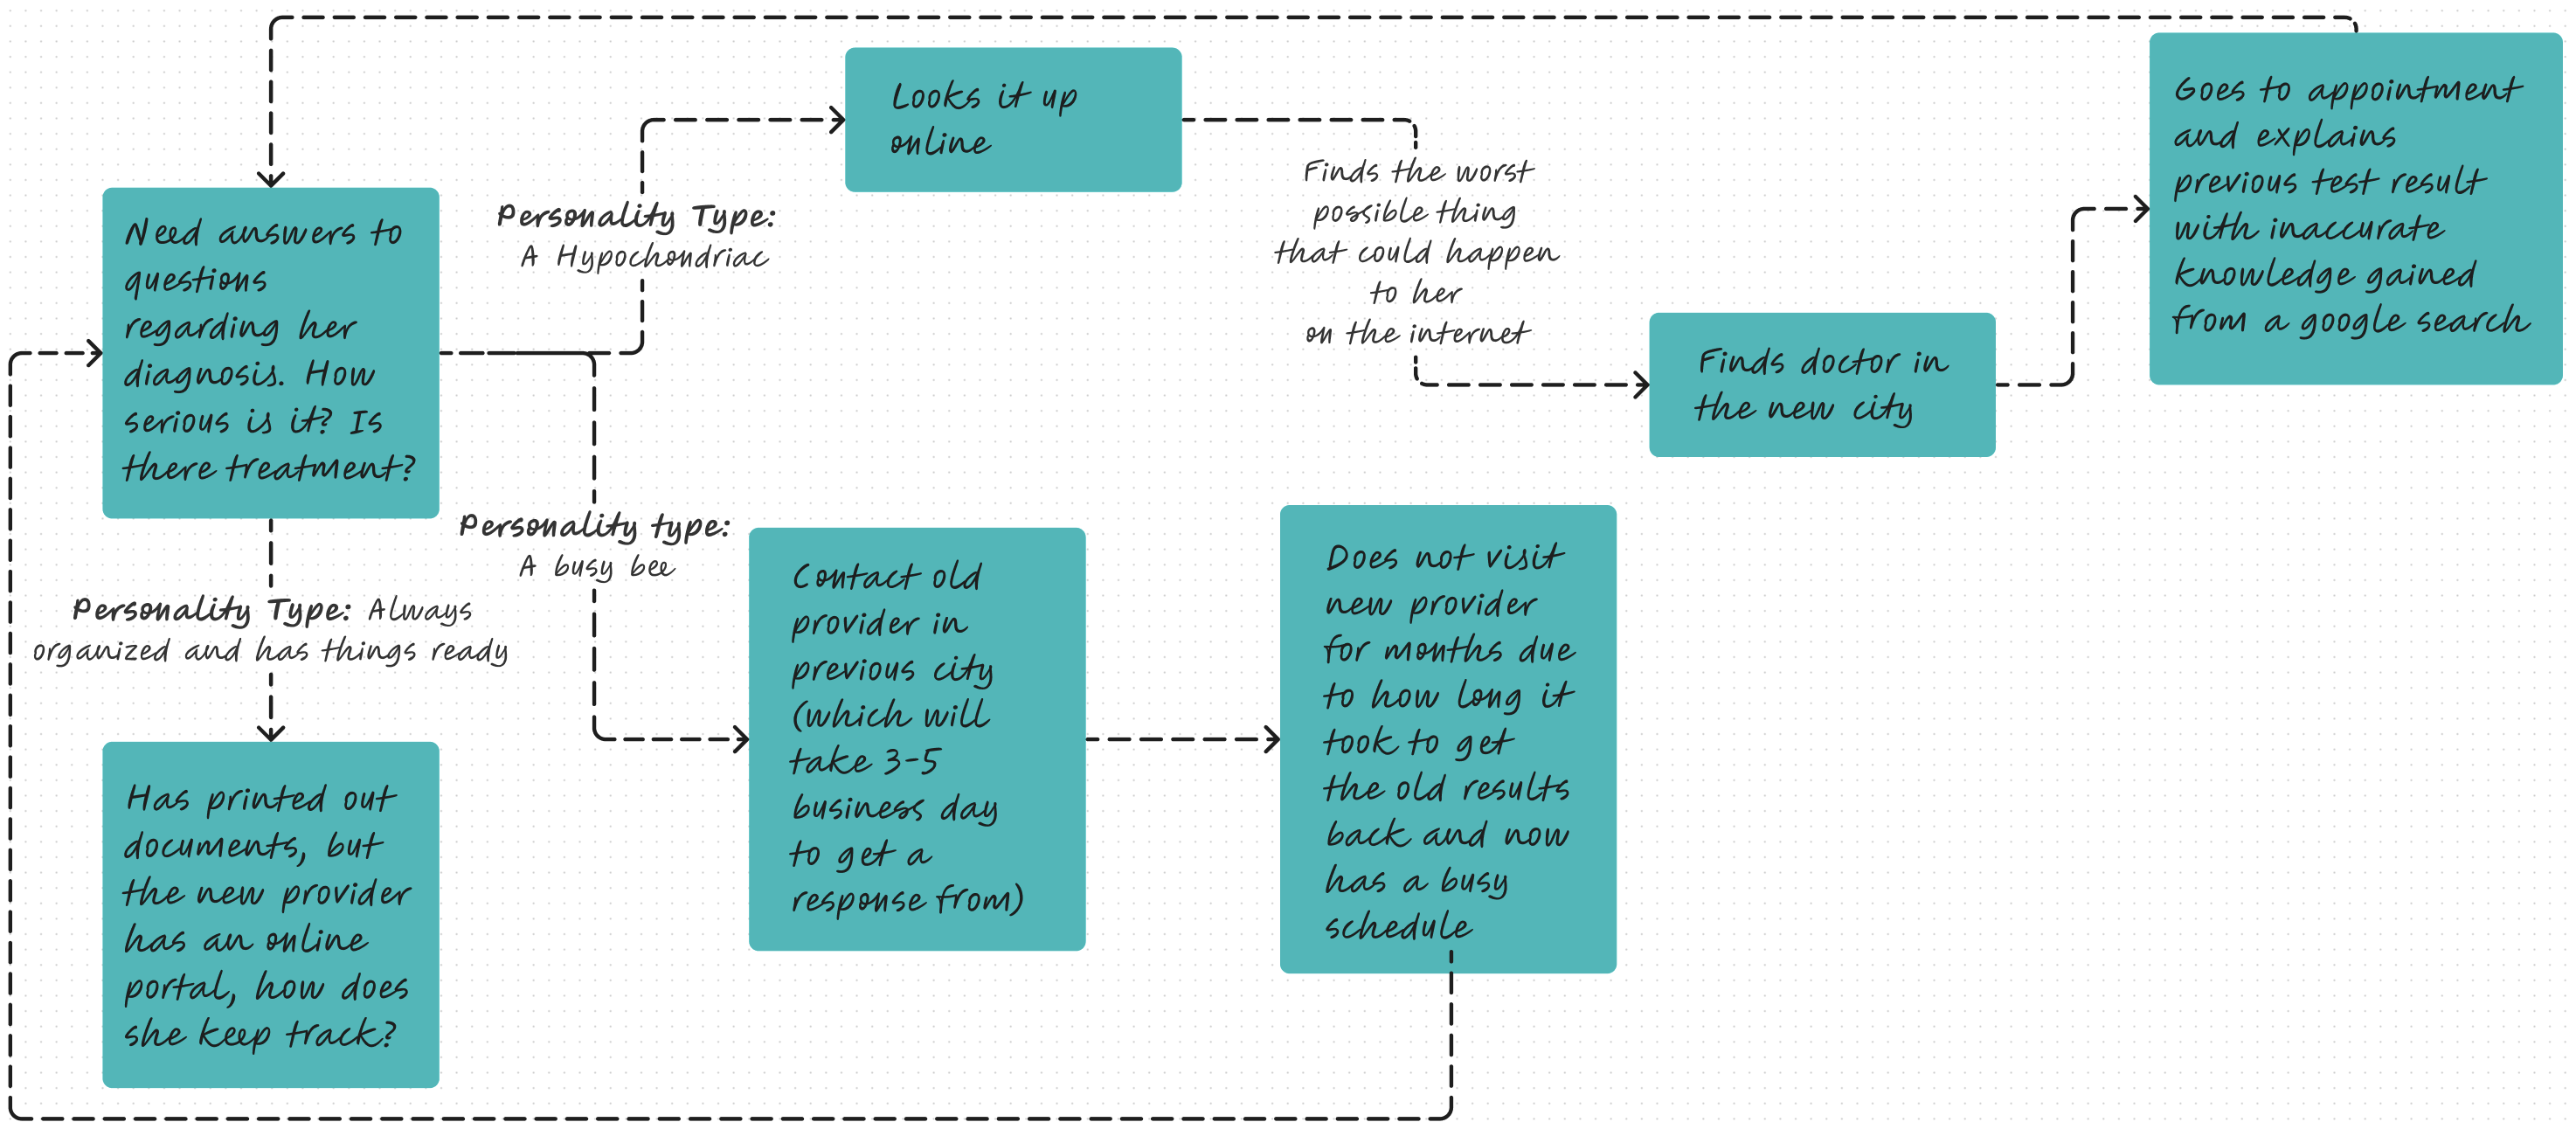 Looks it up
online
Goes to appointment
and explains
previous test result
with inaccurate
knowledge gained
from a google search
Need answers to
questions
regarding her
diagnosis. How
serious is it? Is
there treatment?
Personality Type:
A Hypochondriac
Finds the worst
possible thing
that could happen
to her
on the internet
Finds doctor in
the new city
Personality type:
A busy bee
Personality Type: Always
organized and has things ready
Contact old
provider in
previous city
(which will
take 3-5
business day
to get a
response from)
Does not visit
new provider
for months due
to how long it
took to get
the old results
back and now
has a busy
schedule
Has printed out
documents, but
the new provider
has an online
portal, how does
she keep track?